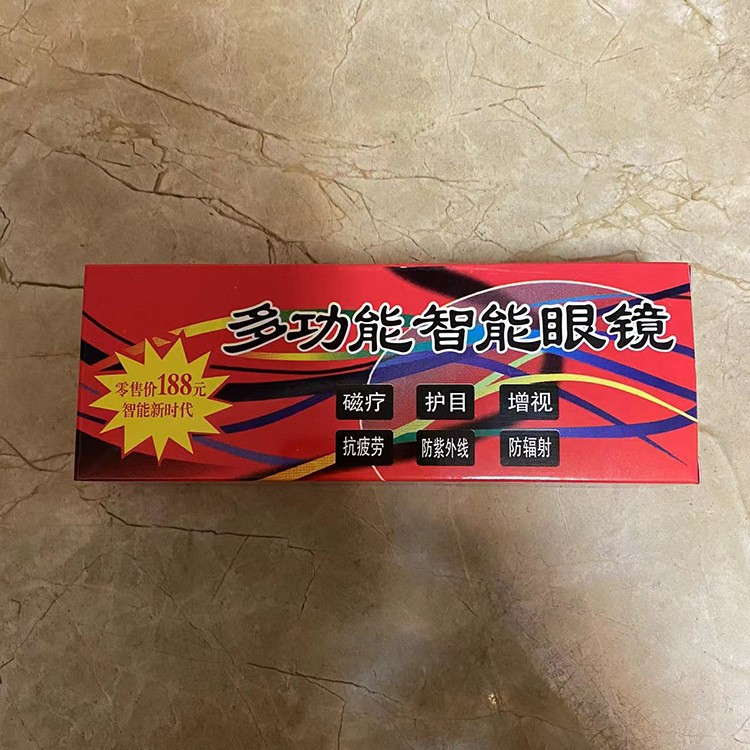 多功能智能眼镜
零售价188元
智能新时代
磁疗 护目 增视
抗疲劳 防紫外线 防辐射